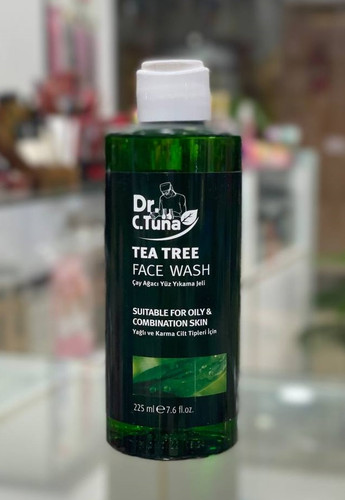 Dr.
C.Tuna
TEA TREE
FACE WASH
Çay Ağacı Yüz Yıkama Jeli
SUITABLE FOR OILY &
COMBINATION SKIN
Yağlı ve Karma Cilt Tipleri İçin
225 ml ℮ 7.6 fl.oz.